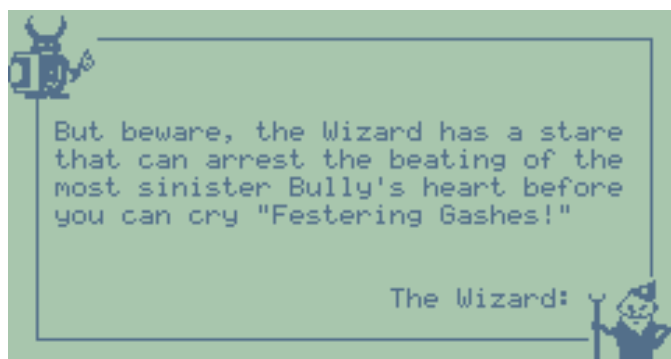 But beware, the Wizard has a stare
that can arrest the beating of the
most sinister Bully's heart before
you can cry "Festering Gashes!"
The Wizard: